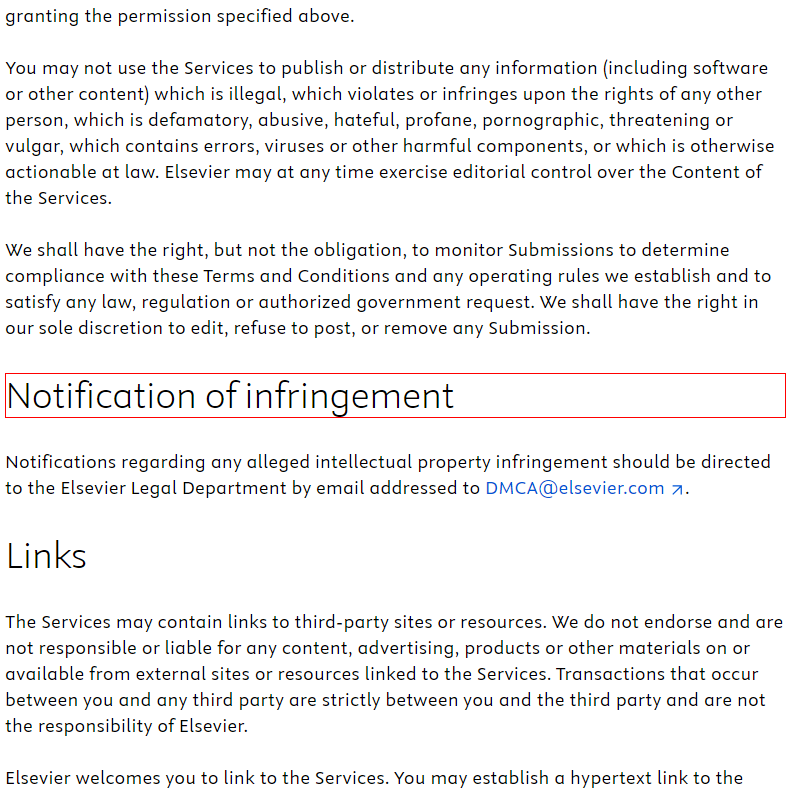 granting the permission specified above.
You may not use the Services to publish or distribute any information (including software
or other content) which is illegal, which violates or infringes upon the rights of any other
person, which is defamatory, abusive, hateful, profane, pornographic, threatening or
vulgar, which contains errors, viruses or other harmful components, or which is otherwise
actionable at law. Elsevier may at any time exercise editorial control over the Content of
the Services.
We shall have the right, but not the obligation, to monitor Submissions to determine
compliance with these Terms and Conditions and any operating rules we establish and to
satisfy any law, regulation or authorized government request. We shall have the right in
our sole discretion to edit, refuse to post, or remove any Submission.
Notification of infringement
Notifications regarding any alleged intellectual property infringement should be directed
to the Elsevier Legal Department by email addressed to DMCA@elsevier.com ↗.
Links
The Services may contain links to third-party sites or resources. We do not endorse and are
not responsible or liable for any content, advertising, products or other materials on or
available from external sites or resources linked to the Services. Transactions that occur
between you and any third party are strictly between you and the third party and are not
the responsibility of Elsevier.
Elsevier welcomes you to link to the Services. You may establish a hypertext link to the